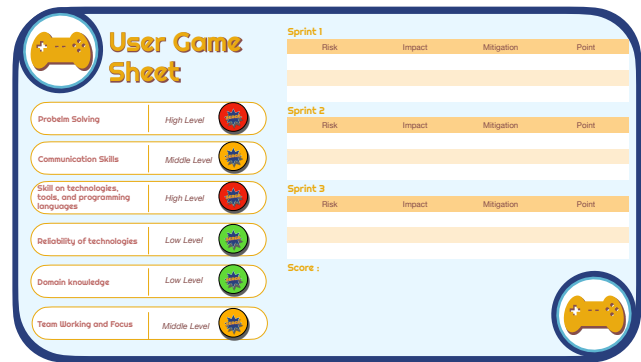 User Game
Sheet
Probelm Solving
High Level
Communication Skills
Middle Level
Skill on technologies,
tools, and programming
languages
High Level
Reliability of technologies
Low Level
Domain knowledge
Low Level
Team Working and Focus
Middle Level
Sprint 1
Risk Impact Mitigation Point
Sprint 2
Risk Impact Mitigation Point
Sprint 3
Risk Impact Mitigation Point
Score :